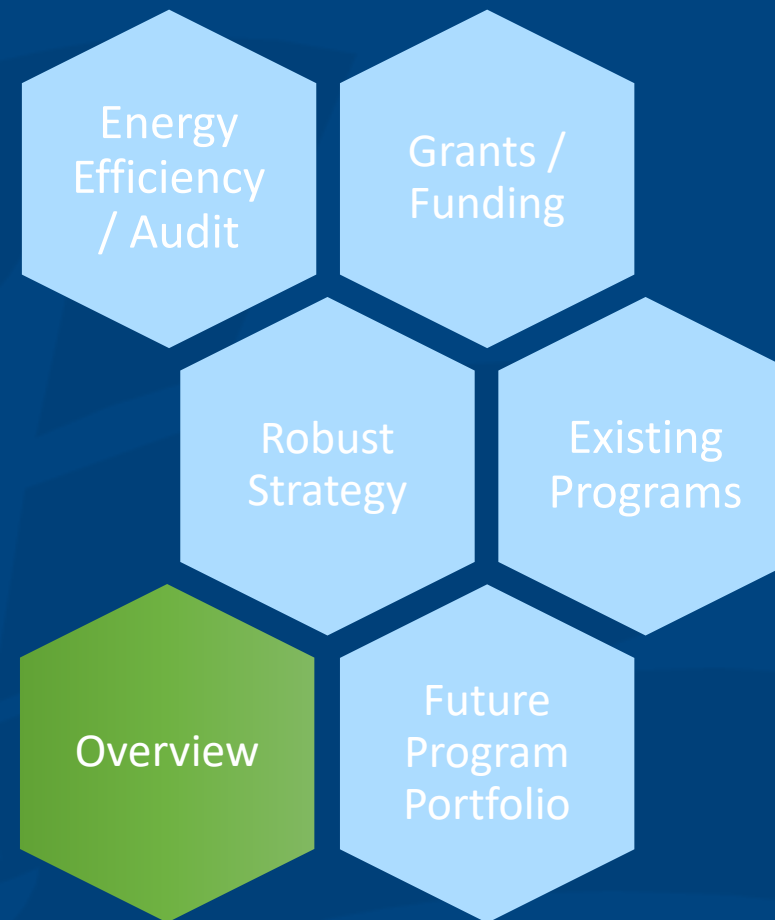 Energy
Efficiency
/ Audit
Grants /
Funding
Robust
Strategy
Existing
Programs
Overview
Future
Program
Portfolio